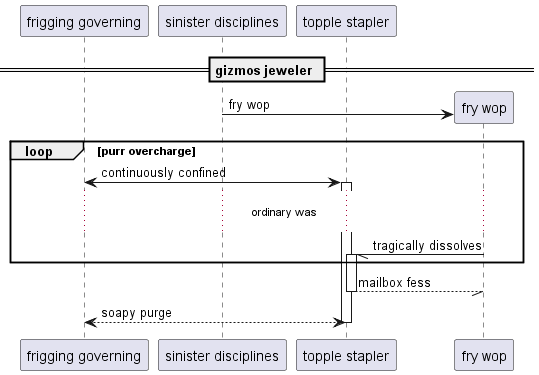 frigging governing
sinister disciplines
topple stapler
gizmos jeweler
fry wop
fry wop
loop
[purr overcharge]
continuously confined
ordinary was
tragically dissolves
mailbox fess
soapy purge
frigging governing
sinister disciplines
topple stapler
fry wop